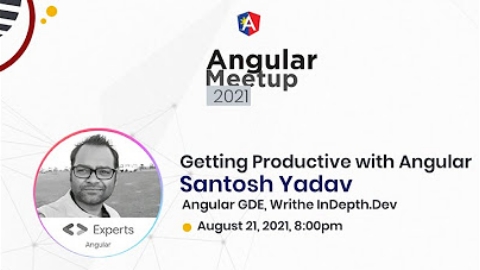 Angular
Meetup
2021
Getting Productive with Angular
Santosh Yadav
Angular GDE, Writhe InDepth.Dev
August 21, 2021, 8:00pm
<> Experts
Angular